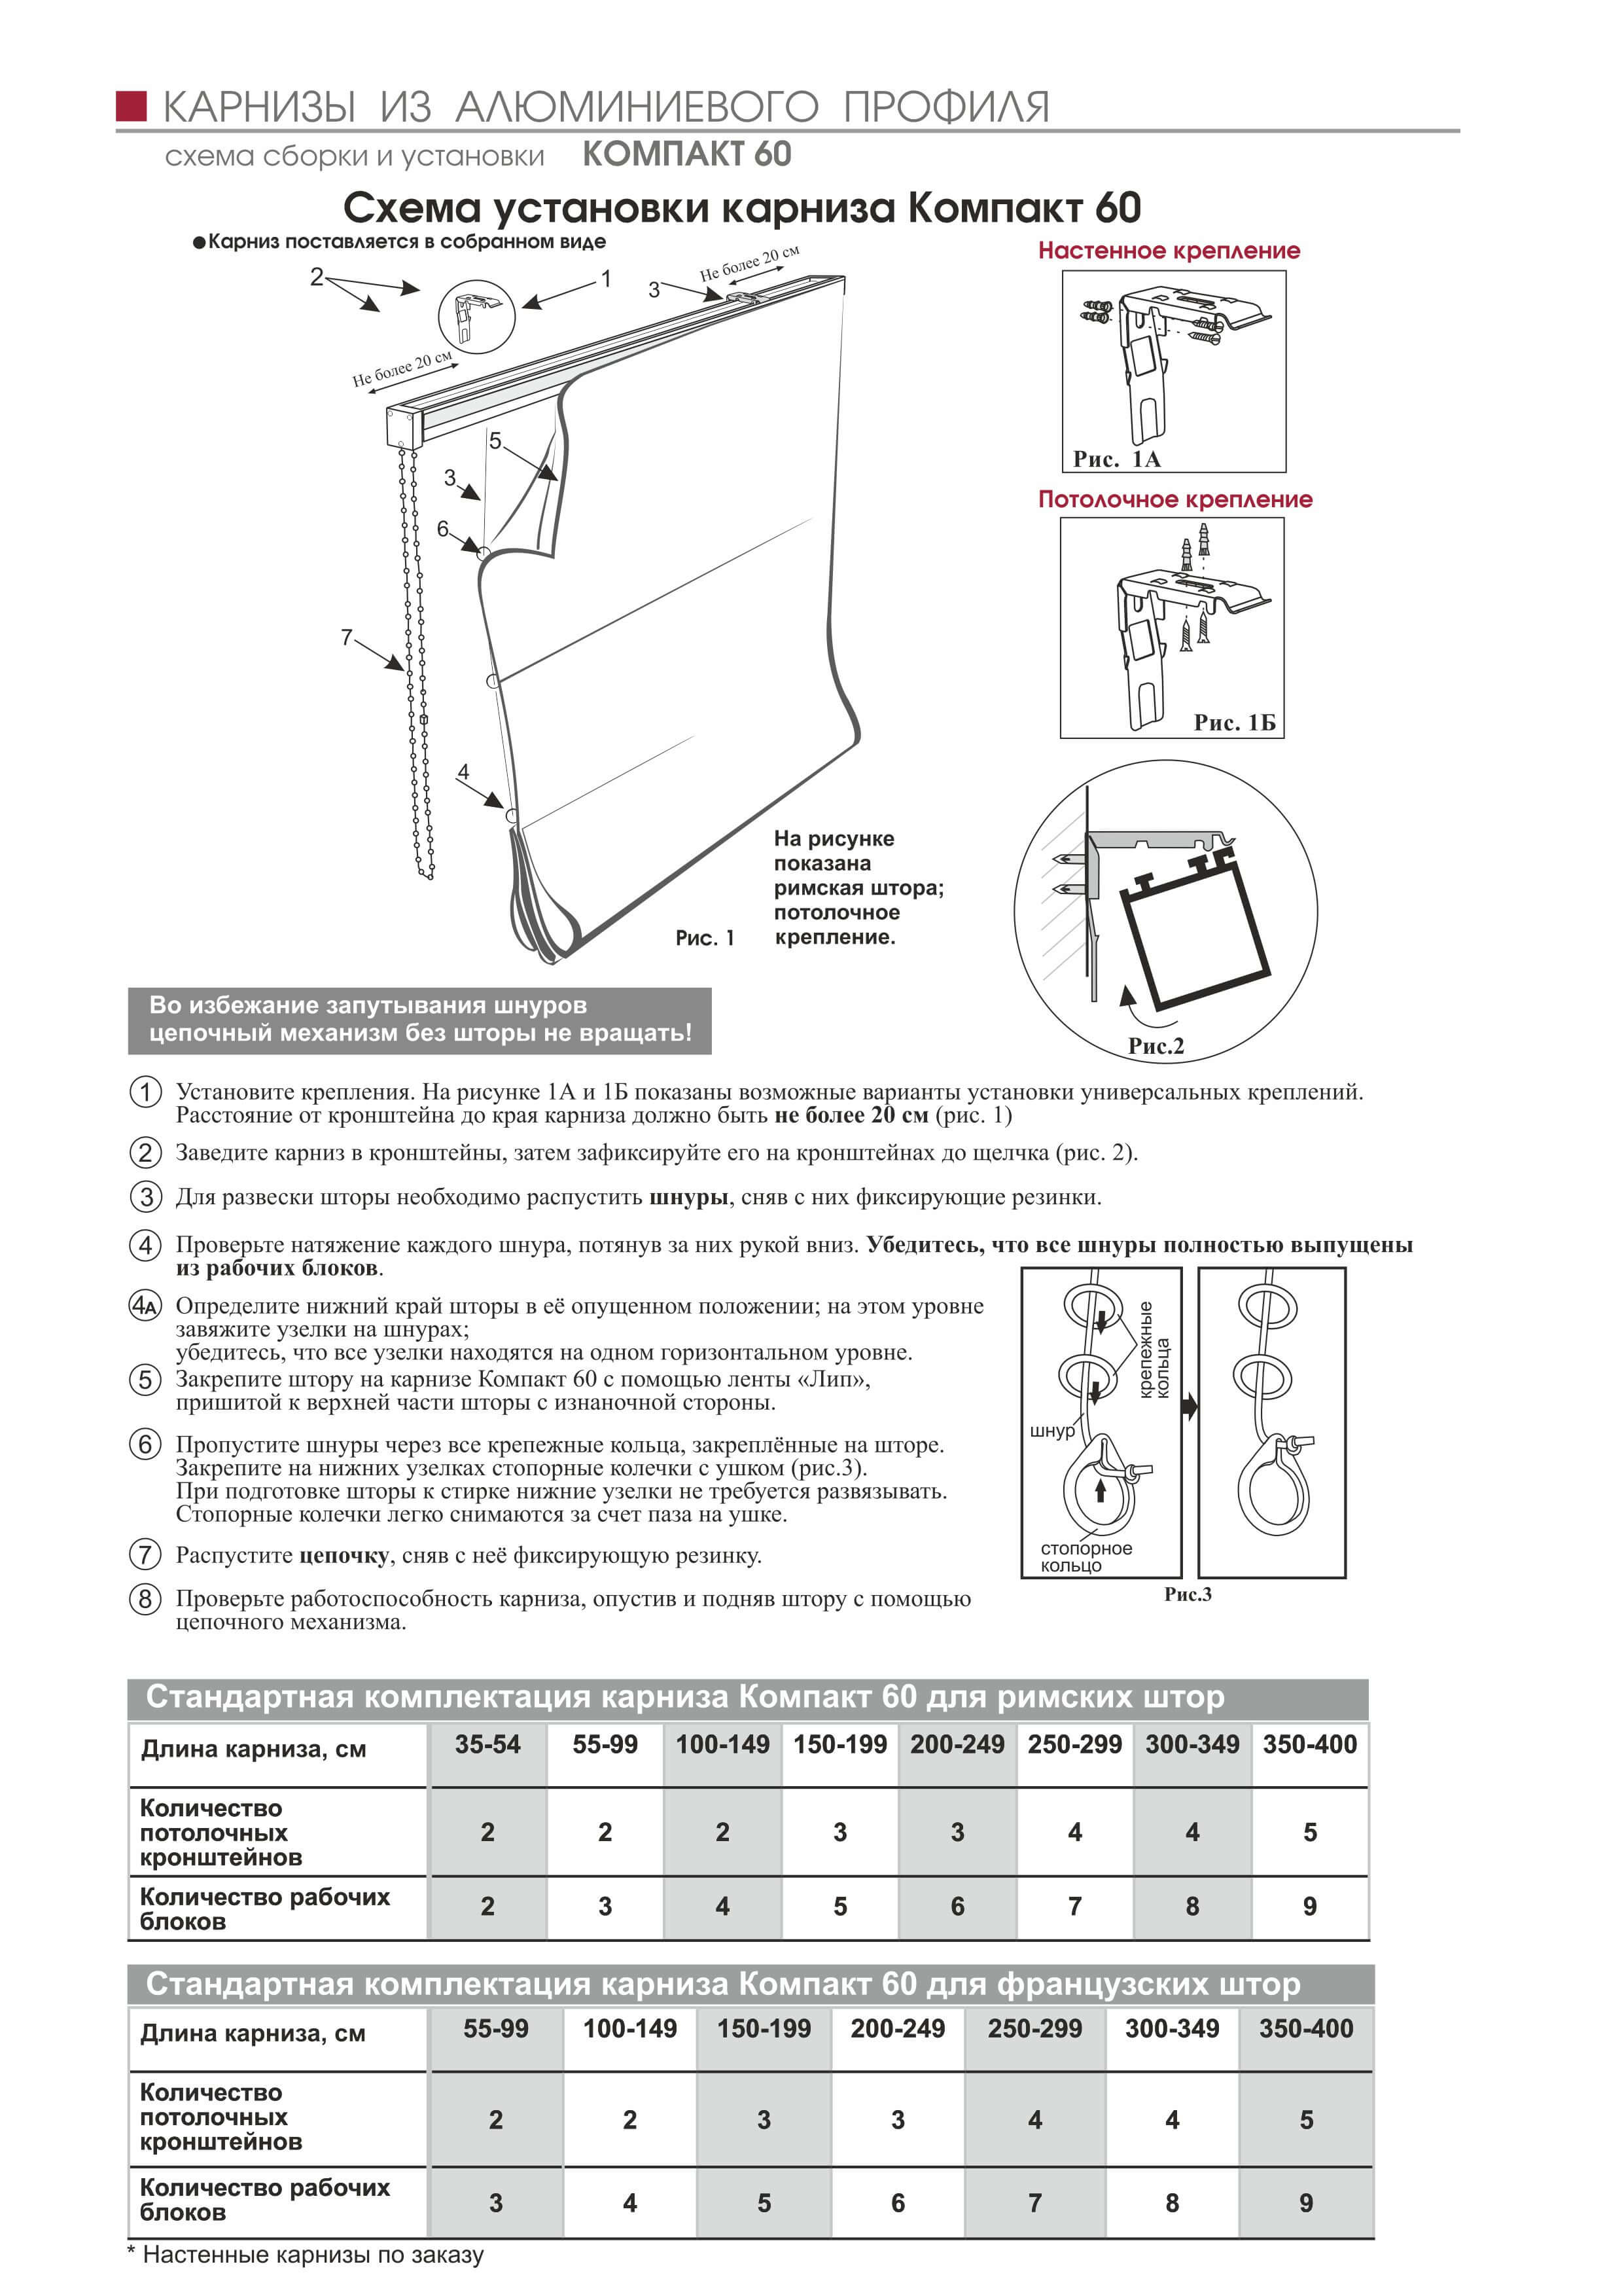 КАРНИЗЫ ИЗ АЛЮМИНИЕВОГО ПРОФИЛЯ
схема сборки и установки КОМПАКТ 60
Схема установки карниза Компакт 60
●Карниз поставляется в собранном виде
2
1
3
Не более 20 см
Не более 20 см
5
3
6
7
4
Рис. 1
На рисунке
показана
римская штора;
потолочное
крепление.
Настенное крепление
Рис. 1А
Потолочное крепление
Рис. 1Б
Рис.2
Во избежание запутывания шнуров
цепочный механизм без шторы не вращать!
1 Установите крепления. На рисунке 1А и 1Б показаны возможные варианты установки универсальных креплений.
Расстояние от кронштейна до края карниза должно быть не более 20 см (рис. 1)
2 Заведите карниз в кронштейны, затем зафиксируйте его на кронштейнах до щелчка (рис. 2).
3 Для развески шторы необходимо распустить шнуры, сняв с них фиксирующие резинки.
4 Проверьте натяжение каждого шнура, потянув за них рукой вниз. Убедитесь, что все шнуры полностью выпущены
из рабочих блоков.
4А Определите нижний край шторы в её опущенном положении; на этом уровне
завяжите узелки на шнурах;
убедитесь, что все узелки находятся на одном горизонтальном уровне.
5 Закрепите штору на карнизе Компакт 60 с помощью ленты «Лип»,
пришитой к верхней части шторы с изнаночной стороны.
6 Пропустите шнуры через все крепежные кольца, закреплённые на шторе.
Закрепите на нижних узелках стопорные колечки с ушком (рис.3).
При подготовке шторы к стирке нижние узелки не требуется развязывать.
Стопорные колечки легко снимаются за счет паза на ушке.
7 Распустите цепочку, сняв с неё фиксирующую резинку.
8 Проверьте работоспособность карниза, опустив и подняв штору с помощью
цепочного механизма.
крепежные
кольца
шнур
стопорное
кольцо
Рис.3
Стандартная комплектация карниза Компакт 60 для римских штор
Длина карниза, см 35-54 55-99 100-149 150-199 200-249 250-299 300-349 350-400
Количество
потолочных
кронштейнов
2 2 2 3 3 4 4 5
Количество рабочих
блоков
2 3 4 5 6 7 8 9
Стандартная комплектация карниза Компакт 60 для французских штор
Длина карниза, см 55-99 100-149 150-199 200-249 250-299 300-349 350-400
Количество
потолочных
кронштейнов
2 2 3 3 4 4 5
Количество рабочих
блоков
3 4 5 6 7 8 9
* Настенные карнизы по заказу